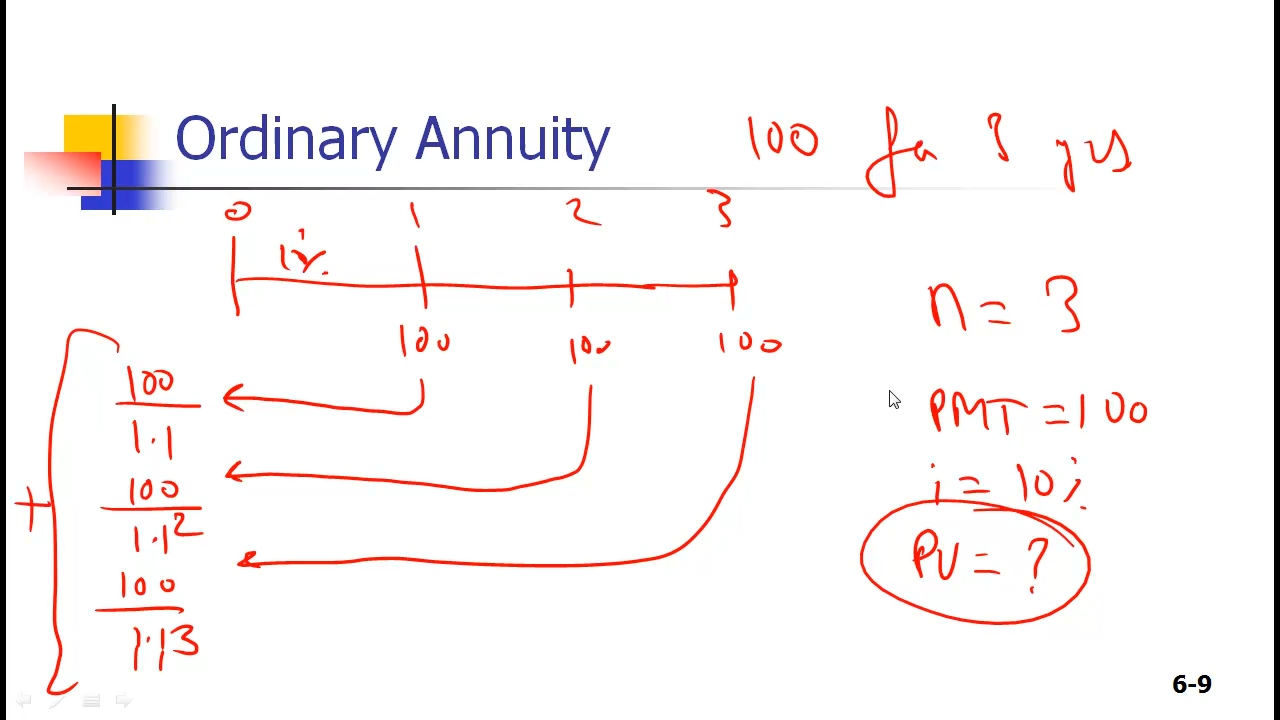 Ordinary Annuity
100 for 3 yrs
0 1 2 3
100 100 100
n = 3
PMT = 100
i = 10%
PV = ?
100
1.1
100
1.1²
100
1.1³
+
6-9